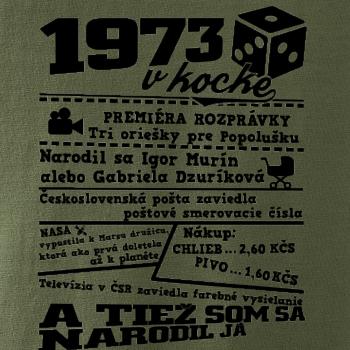 1973
v kocke
PREMIÉRA ROZPRÁVKY
Tri oriešky pre Popolušku
Narodil sa Igor Murín
alebo Gabriela Dzuríková
Československá pošta zaviedla
poštové smerovacie čísla
NASA
vypustila k Marsu družicu,
ktorá ako prvá doletela
až k planéte
Nákup:
CHLIEB ... 2,60 KČS
PIVO ... 1,60 KČS
Televízia v ČSR zaviedla farebné vysielanie
A TIEŽ SOM SA
NARODIL JA